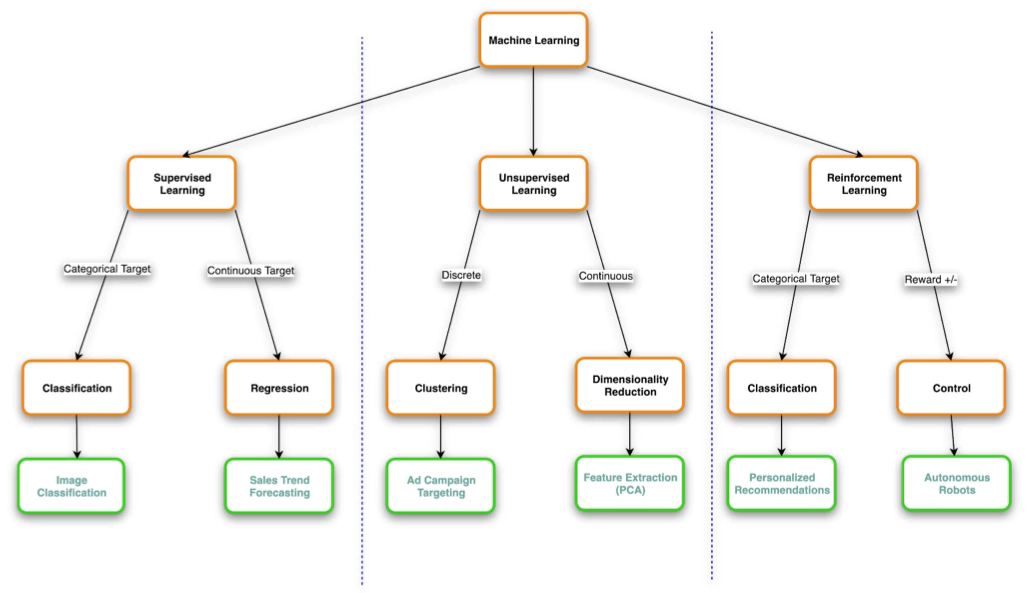 Machine Learning
Supervised
Learning
Unsupervised
Learning
Reinforcement
Learning
Categorical Target
Continuous Target
Discrete
Continuous
Categorical Target
Reward +/-
Classification
Regression
Clustering
Dimensionality
Reduction
Classification
Control
Image
Classification
Sales Trend
Forecasting
Ad Campaign
Targeting
Feature Extraction
(PCA)
Personalized
Recommendations
Autonomous
Robots